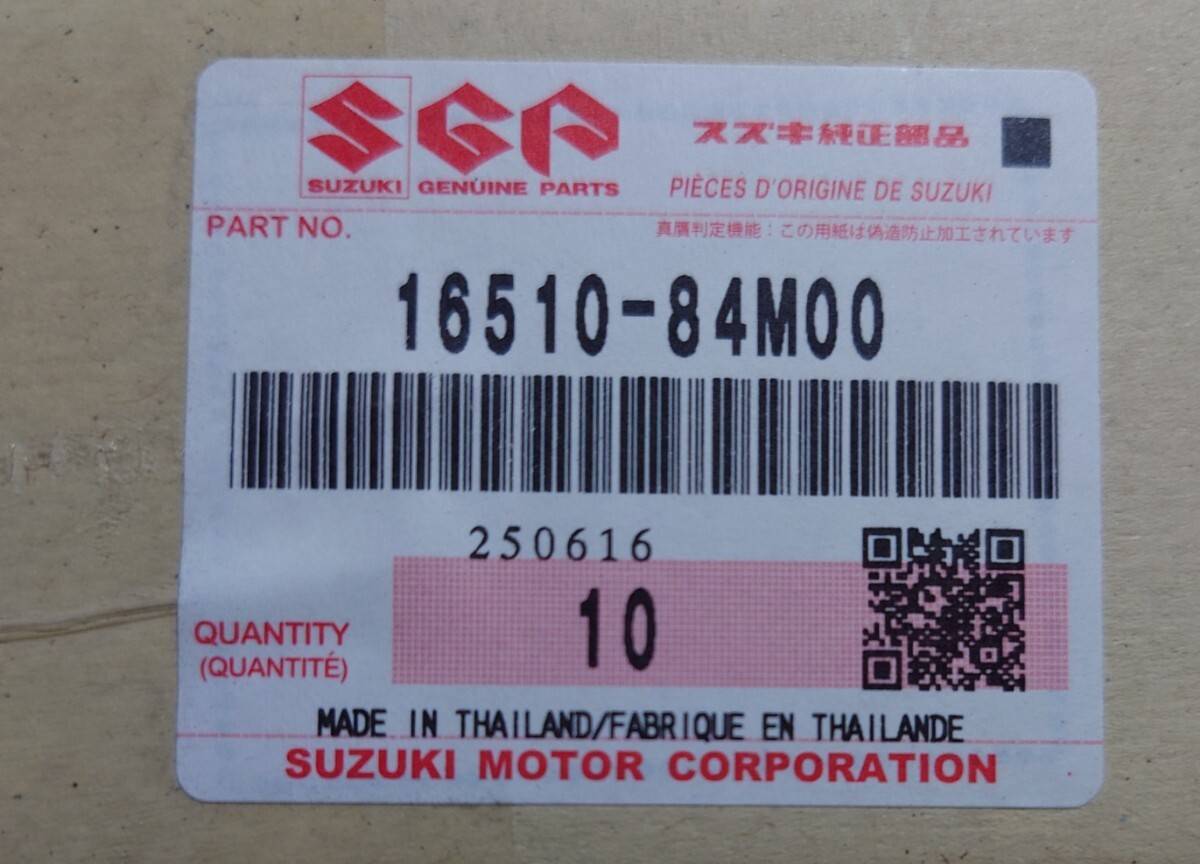 SGP
SUZUKI GENUINE PARTS
スズキ純正部品
PIÈCES D'ORIGINE DE SUZUKI
PART NO.
真贋判定機能：この用紙は偽造防止加工されています
16510-84M00
250616
10
QUANTITY
(QUANTITÉ)
MADE IN THAILAND/FABRIQUE EN THAILANDE
SUZUKI MOTOR CORPORATION